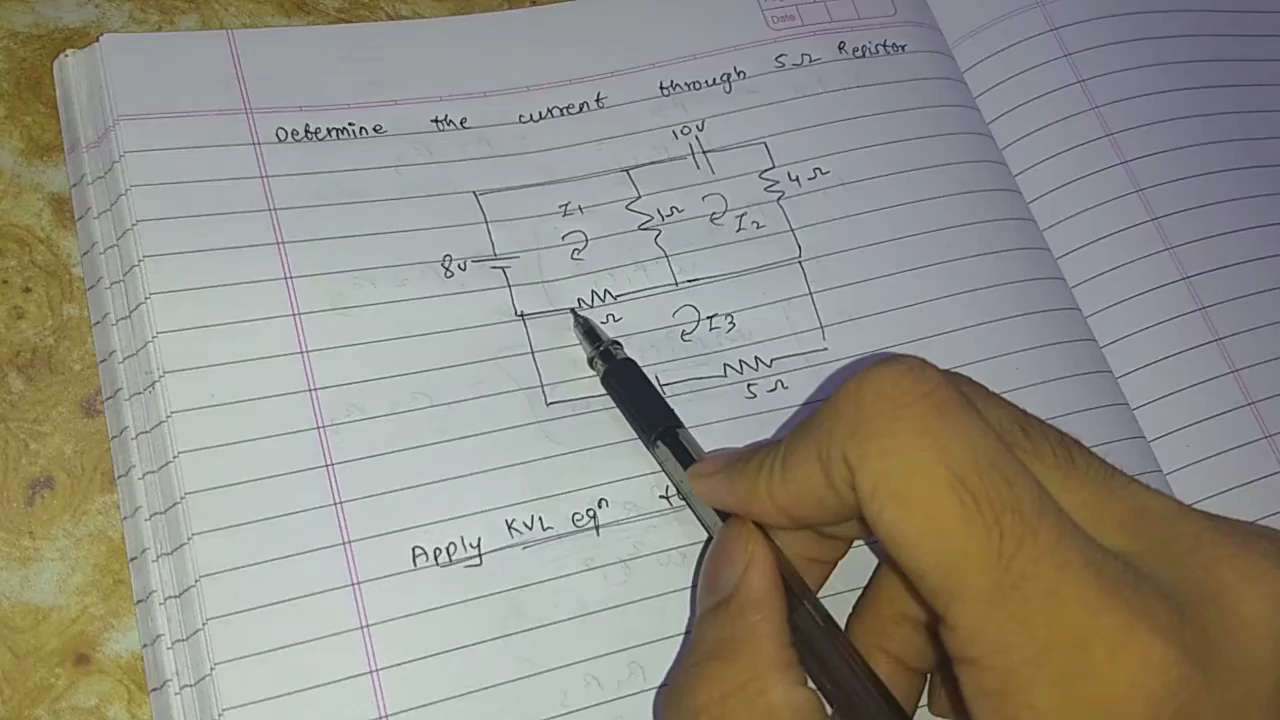 Date
Determine the current through 5Ω Resistor
10V
4Ω
I1
1Ω
I2
8V
Ω
I3
5Ω
Apply KVL eqⁿ